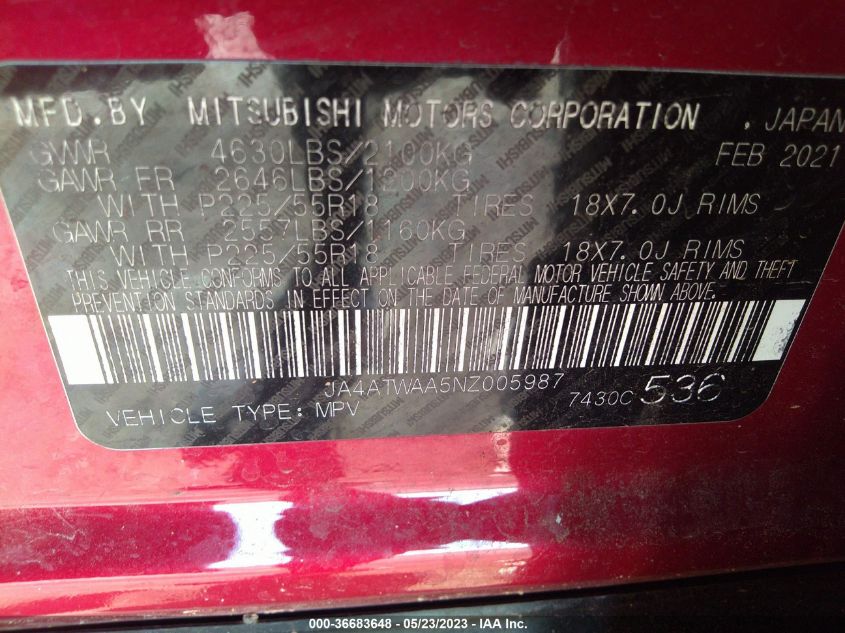 MFD.BY MITSUBISHI MOTORS CORPORATION . JAPAN
GVWR 4630LBS/2100KG FEB 2021
GAWR FR 2646LBS/1200KG
WITH P225/55R18 TIRES 18X7.0J RIMS
GAWR RR 2557LBS/1160KG
WITH P225/55R18 TIRES 18X7.0J RIMS
THIS VEHICLE CONFORMS TO ALL APPLICABLE FEDERAL MOTOR VEHICLE SAFETY AND THEFT
PREVENTION STANDARDS IN EFFECT ON THE DATE OF MANUFACTURE SHOWN ABOVE.
JA4ATWAA5NZ005987
VEHICLE TYPE: MPV 7430C 536
000-36683648 - 05/23/2023 - © IAA Inc.